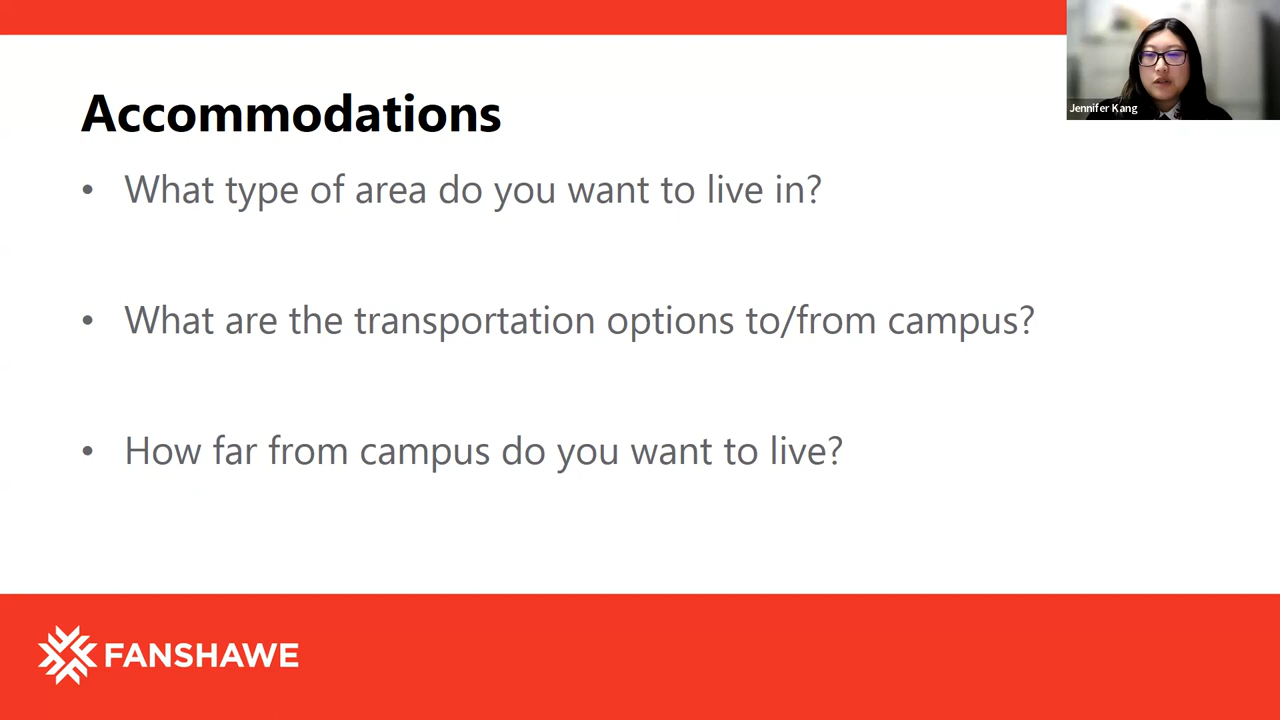 Jennifer Kang
Accommodations
• What type of area do you want to live in?
• What are the transportation options to/from campus?
• How far from campus do you want to live?
FANSHAWE